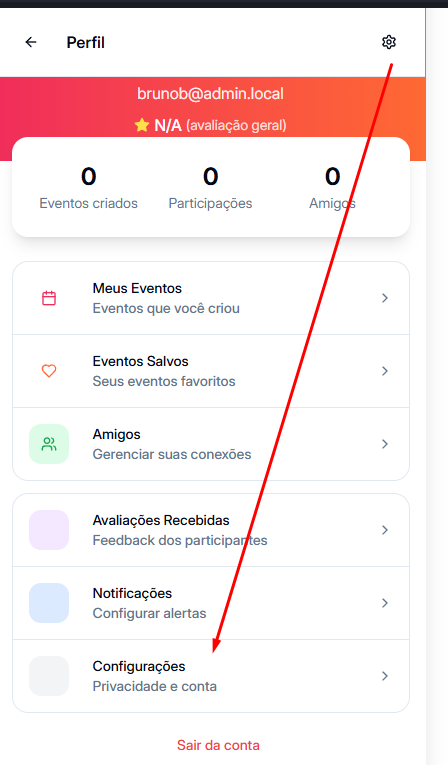 Perfil
brunob@admin.local
N/A (avaliação geral)
0
Eventos criados
0
Participações
0
Amigos
Meus Eventos
Eventos que você criou
Eventos Salvos
Seus eventos favoritos
Amigos
Gerenciar suas conexões
Avaliações Recebidas
Feedback dos participantes
Notificações
Configurar alertas
Configurações
Privacidade e conta
Sair da conta